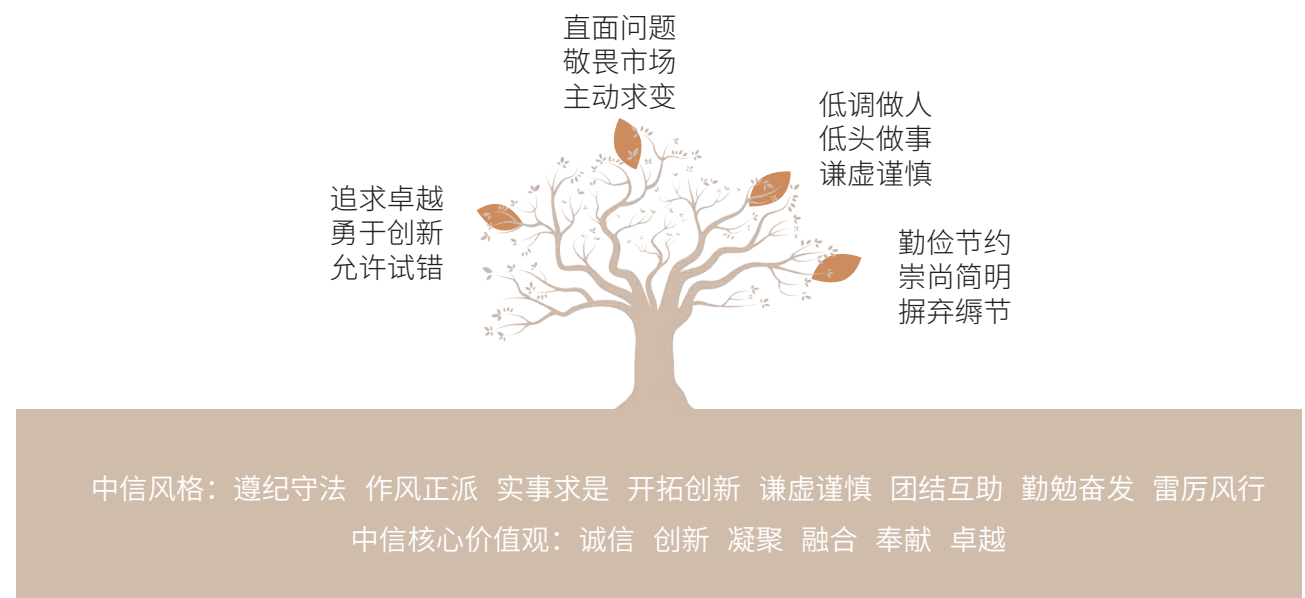 直面问题
敬畏市场
主动求变
低调做人
低头做事
谦虚谨慎
追求卓越
勇于创新
允许试错
勤俭节约
崇尚简明
摒弃缛节
中信风格：遵纪守法 作风正派 实事求是 开拓创新 谦虚谨慎 团结互助 勤勉奋发 雷厉风行
中信核心价值观：诚信 创新 凝聚 融合 奉献 卓越